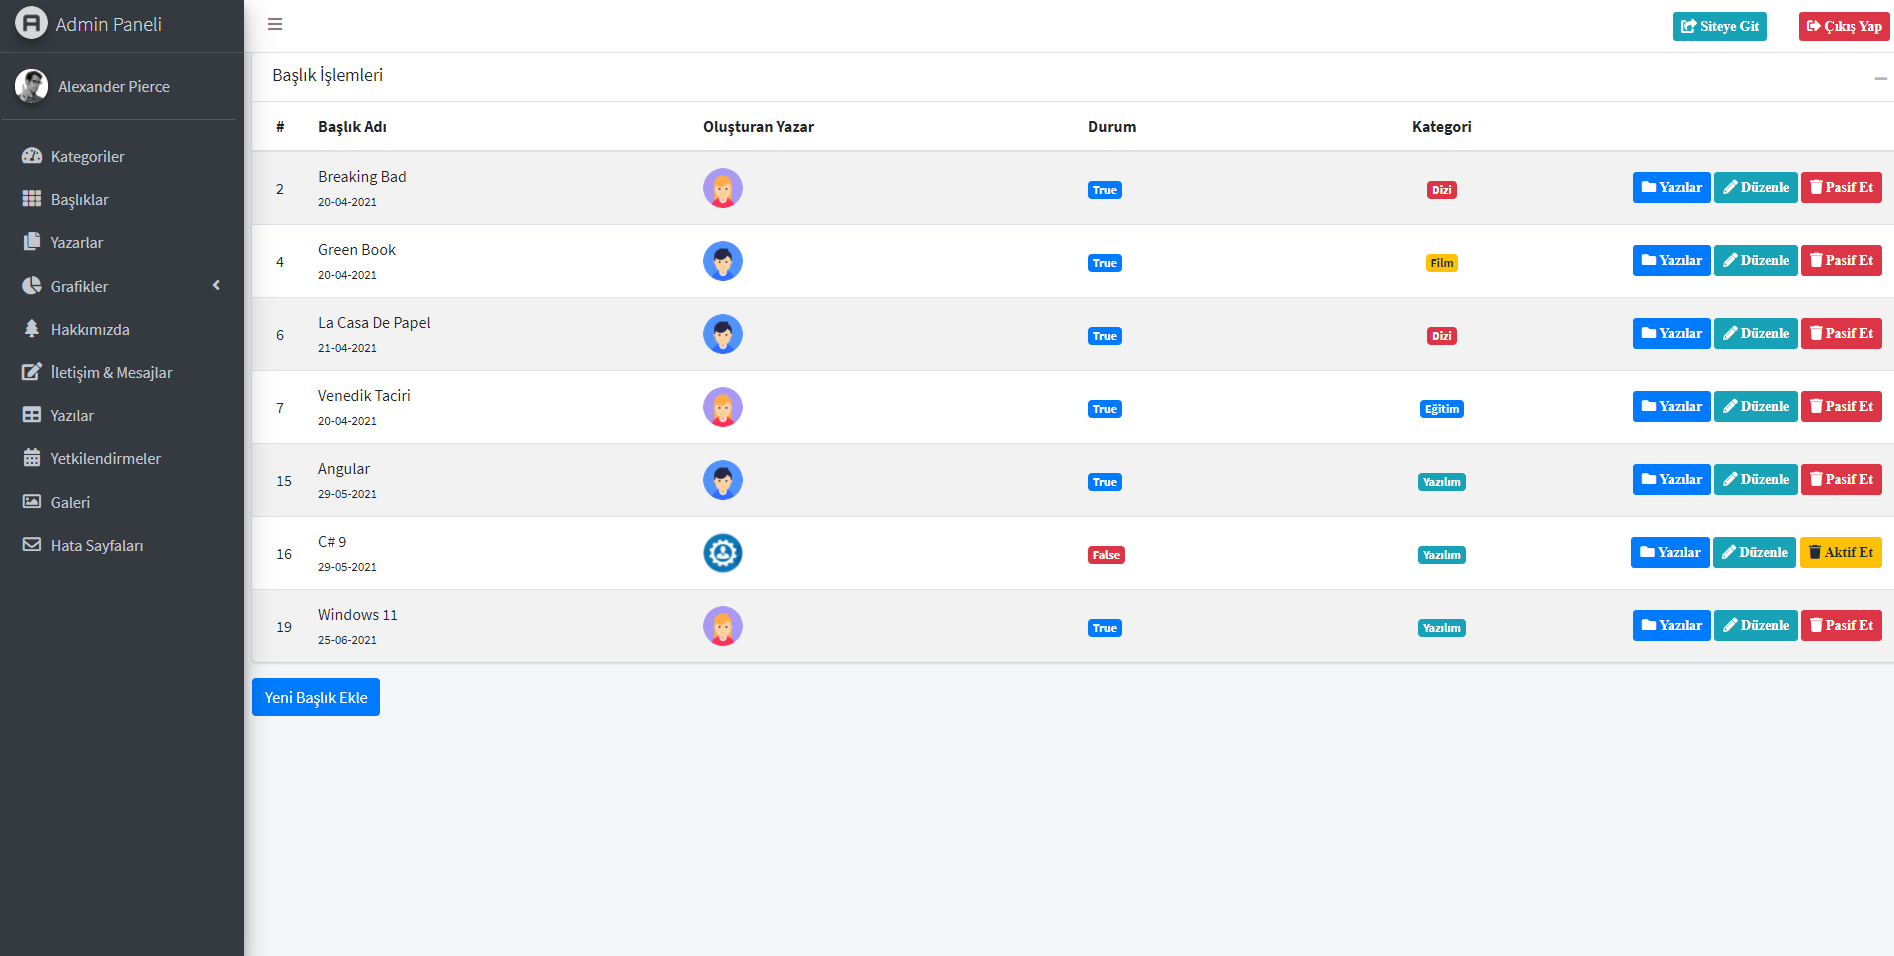 Admin Paneli
Siteye Git
Çıkış Yap
Alexander Pierce
Kategoriler
Başlıklar
Yazarlar
Grafikler
Hakkımızda
İletişim & Mesajlar
Yazılar
Yetkilendirmeler
Galeri
Hata Sayfaları
Başlık İşlemleri
# Başlık Adı Oluşturan Yazar Durum Kategori
2 Breaking Bad True Dizi Yazılar Düzenle Pasif Et
20-04-2021
4 Green Book True Film Yazılar Düzenle Pasif Et
20-04-2021
6 La Casa De Papel True Dizi Yazılar Düzenle Pasif Et
21-04-2021
7 Venedik Taciri True Eğitim Yazılar Düzenle Pasif Et
20-04-2021
15 Angular True Yazılım Yazılar Düzenle Pasif Et
29-05-2021
16 C# 9 False Yazılım Yazılar Düzenle Aktif Et
29-05-2021
19 Windows 11 True Yazılım Yazılar Düzenle Pasif Et
25-06-2021
Yeni Başlık Ekle